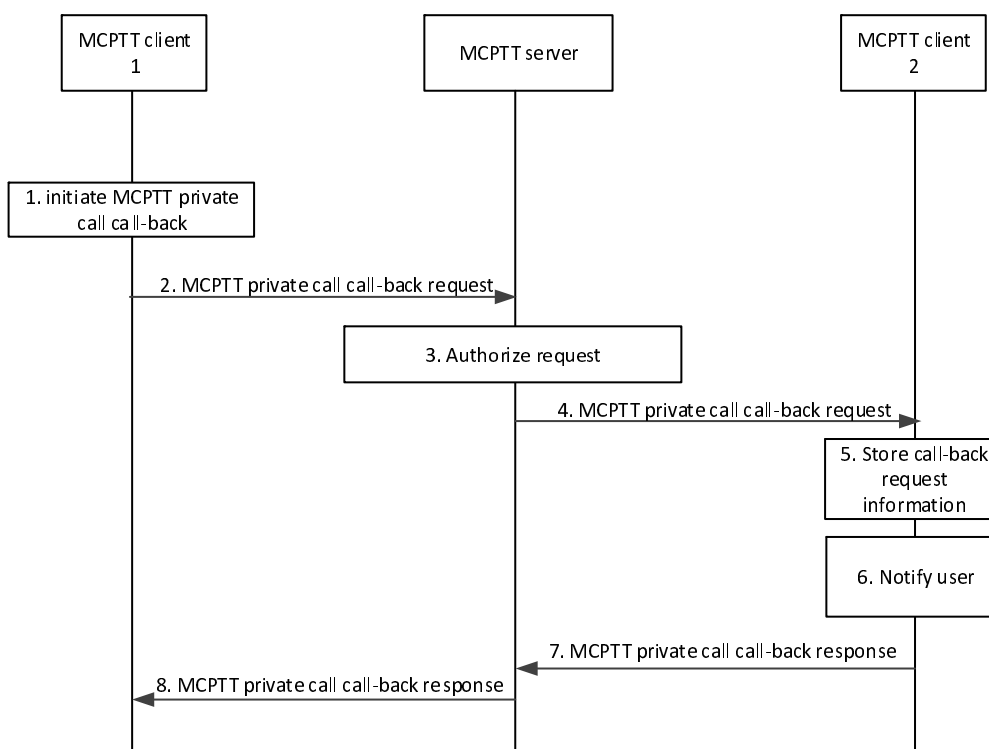 MCPTT client
1
MCPTT server
MCPTT client
2
1. initiate MCPTT private
call call-back
2. MCPTT private call call-back request
3. Authorize request
4. MCPTT private call call-back request
5. Store call-back
request
information
6. Notify user
7. MCPTT private call call-back response
8. MCPTT private call call-back response